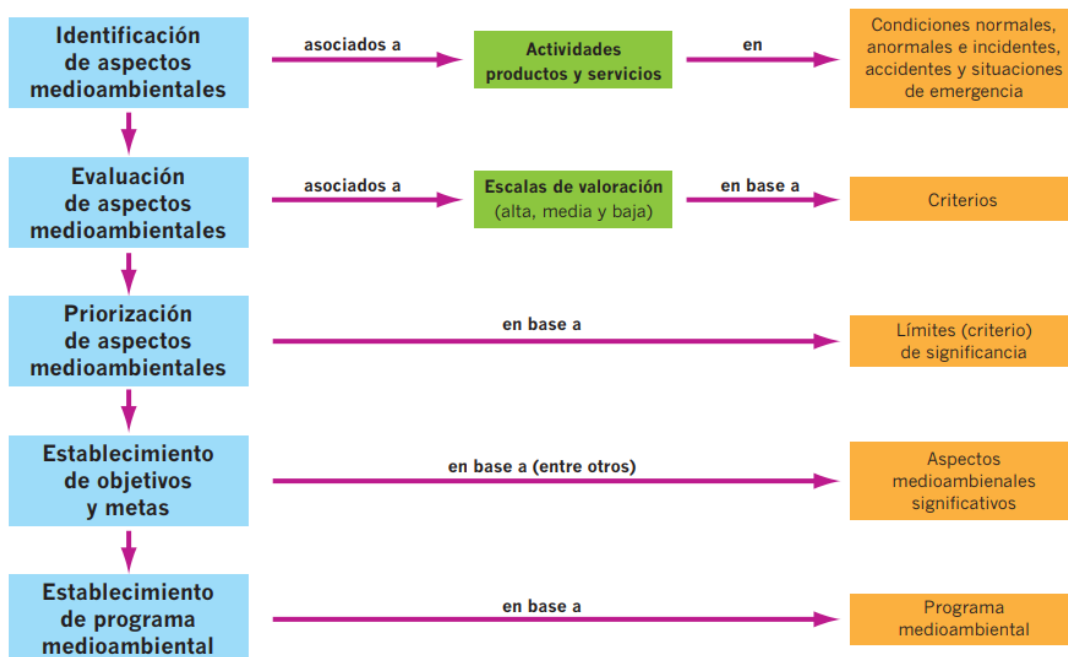 Identificación
de aspectos
medioambientales
asociados a
Actividades
productos y servicios
en
Condiciones normales,
anormales e incidentes,
accidentes y situaciones
de emergencia
Evaluación
de aspectos
medioambientales
asociados a
Escalas de valoración
(alta, media y baja)
en base a
Criterios
Priorización
de aspectos
medioambientales
en base a
Límites (criterio)
de significancia
Establecimiento
de objetivos
y metas
en base a (entre otros)
Aspectos
medioambienales
significativos
Establecimiento
de programa
medioambiental
en base a
Programa
medioambiental